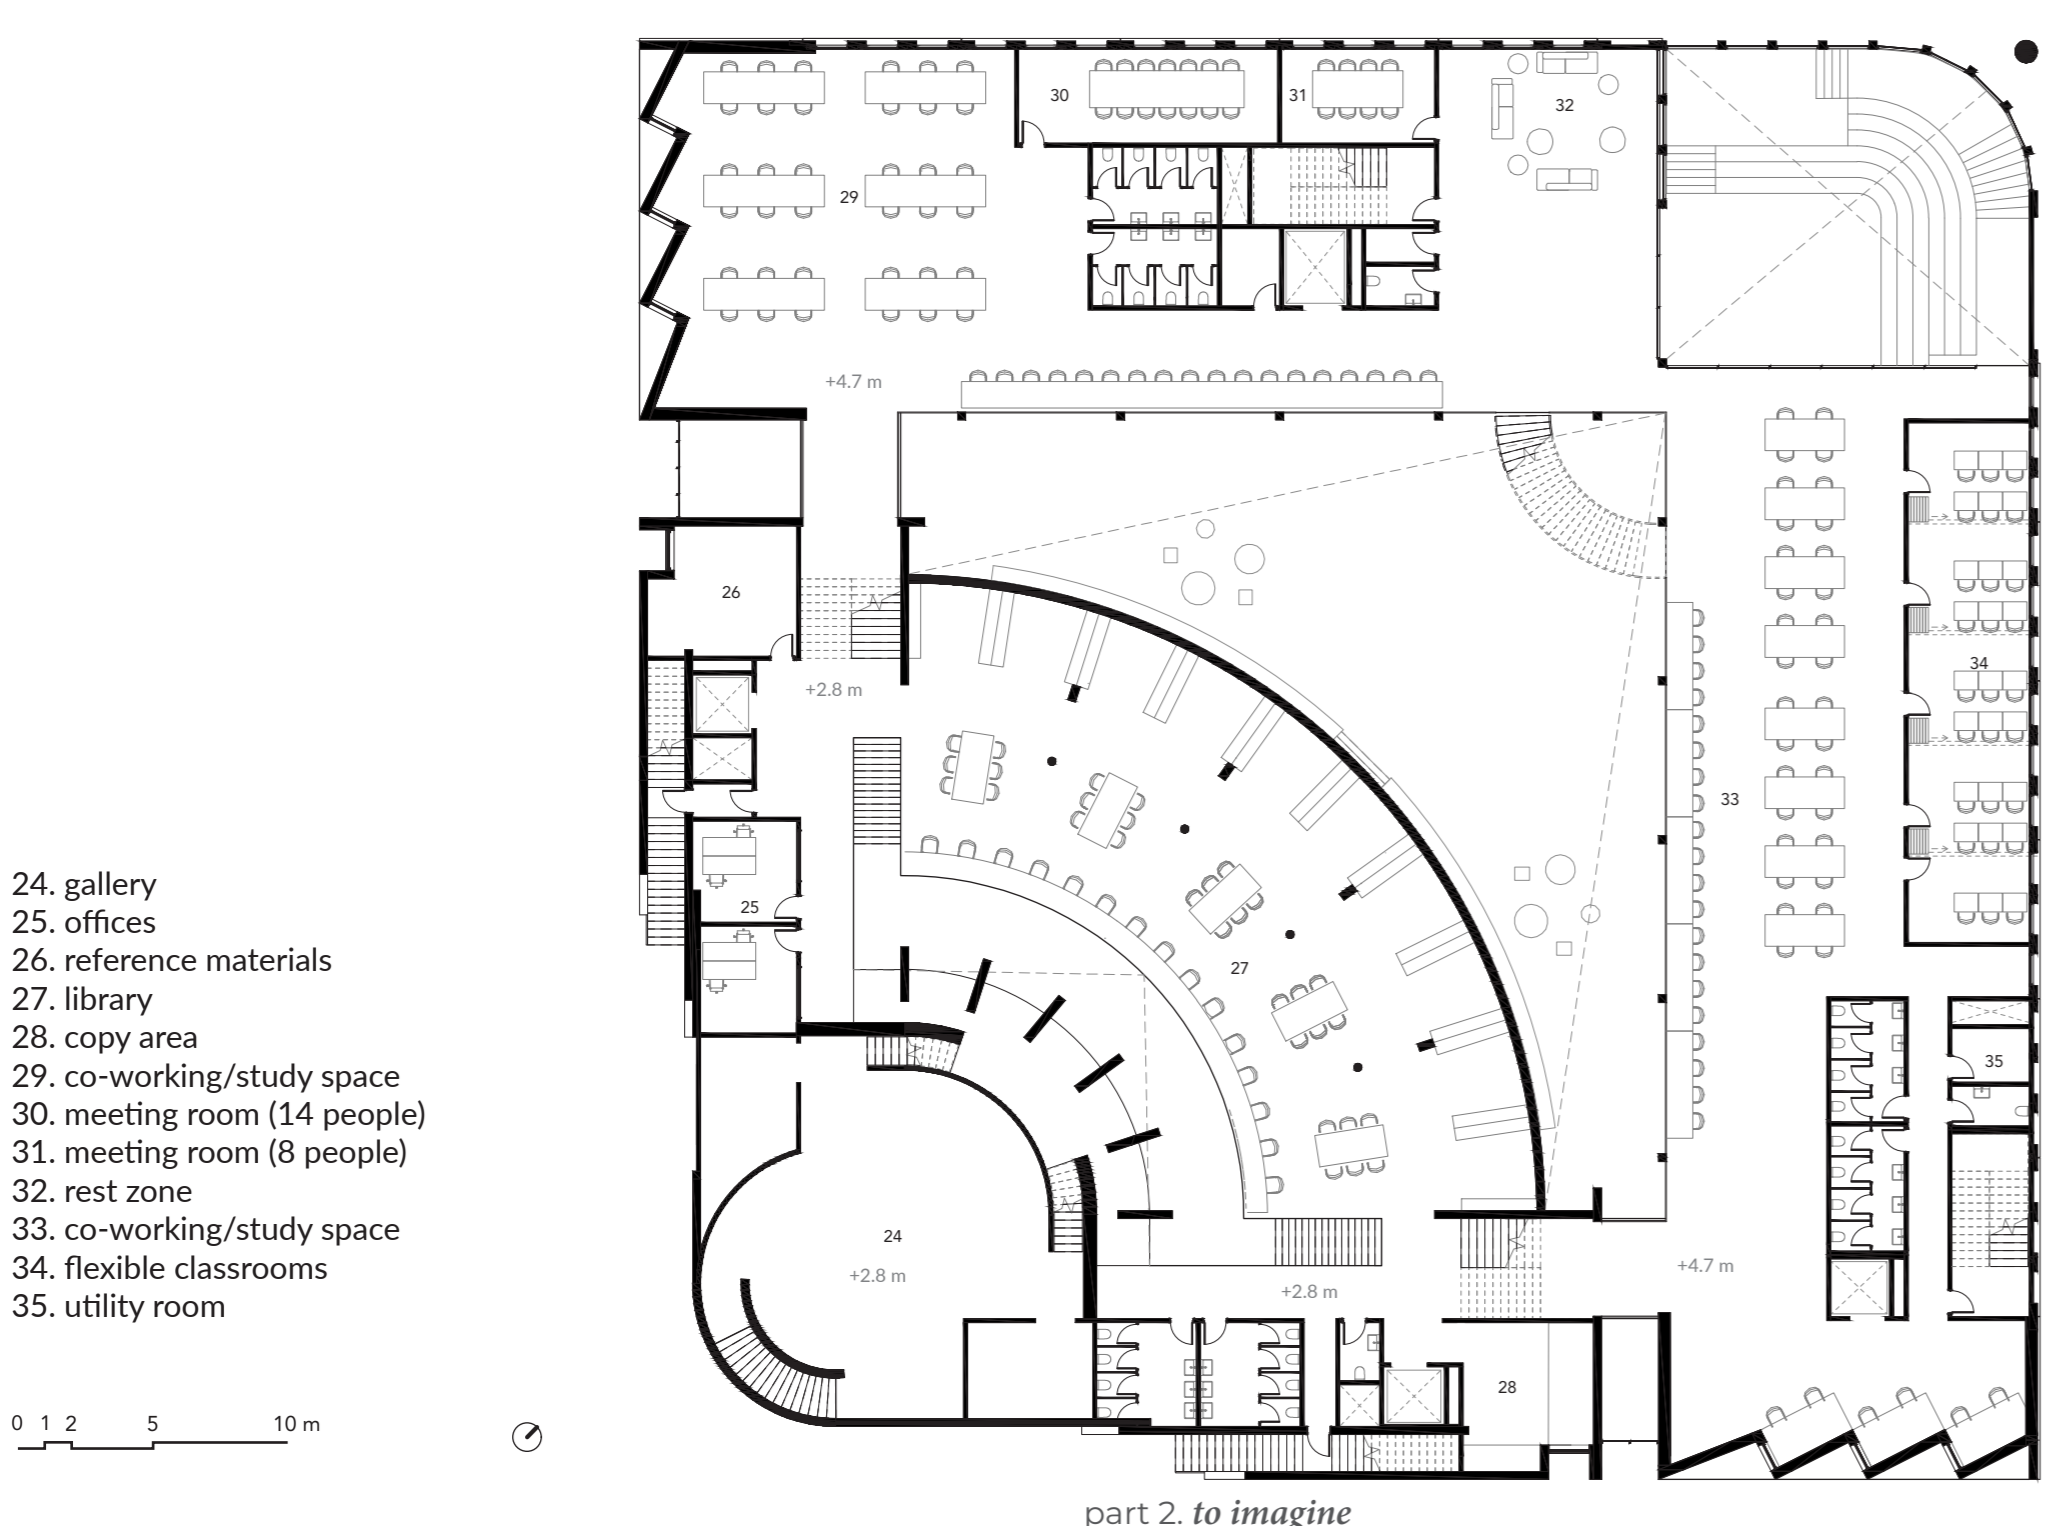 30
31
32
29
+4.7 m
26
34
+2.8 m
33
24. gallery
25. offices
26. reference materials
27. library
28. copy area
29. co-working/study space
30. meeting room (14 people)
31. meeting room (8 people)
32. rest zone
33. co-working/study space
34. flexible classrooms
35. utility room
25
27
35
24
+2.8 m
+2.8 m
+4.7 m
28
0 1 2 5 10 m
part 2. to imagine